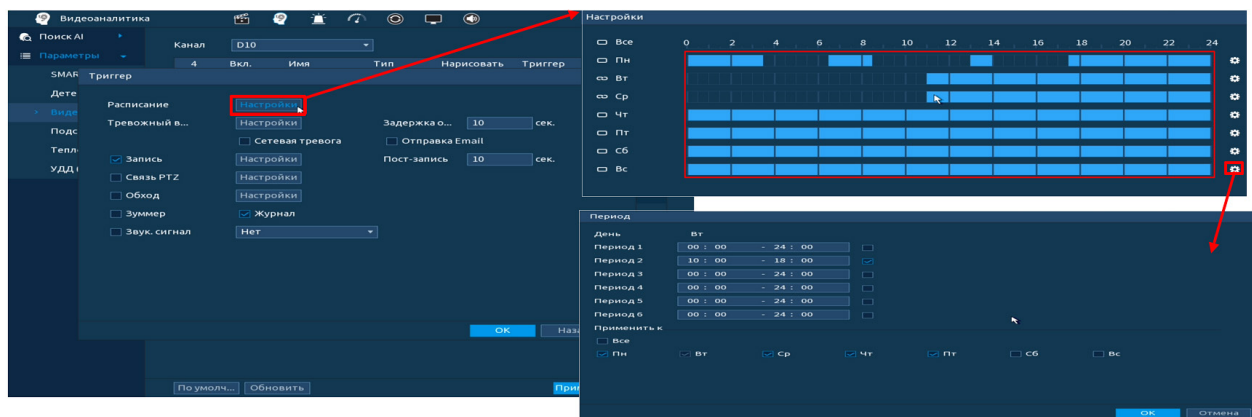 Видеоаналитика
Поиск AI
Параметры
Канал D10
4 Вкл. Имя Тип Нарисовать Триггер
SMAR
Дете
Виде
Подс
Тепл
УДД
Триггер
Расписание Настройки
Тревожный в... Настройки Задержка о... 10 сек.
Сетевая тревога Отправка Email
Запись Настройки Пост-запись 10 сек.
Связь PTZ Настройки
Обход Настройки
Зуммер Журнал
Звук. сигнал Нет
OK Наза
По умолч... Обновить При
Настройки
Все 0 2 4 6 8 10 12 14 16 18 20 22 24
Пн
Вт
Ср
Чт
Пт
Сб
Вс
Период
День Вт
Период 1 00 : 00 - 24 : 00
Период 2 10 : 00 - 18 : 00
Период 3 00 : 00 - 24 : 00
Период 4 00 : 00 - 24 : 00
Период 5 00 : 00 - 24 : 00
Период 6 00 : 00 - 24 : 00
Применить к
Все
Пн Вт Ср Чт Пт Сб Вс
OK Отмена